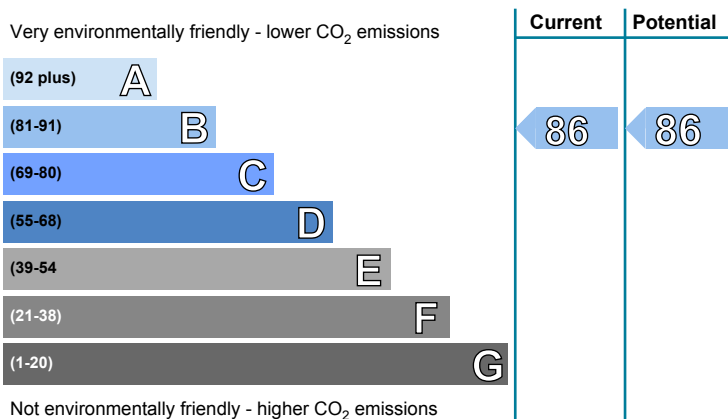 Very environmentally friendly - lower CO2 emissions
Current Potential
(92 plus) A
(81-91) B 86 86
(69-80) C
(55-68) D
(39-54 E
(21-38) F
(1-20) G
Not environmentally friendly - higher CO2 emissions